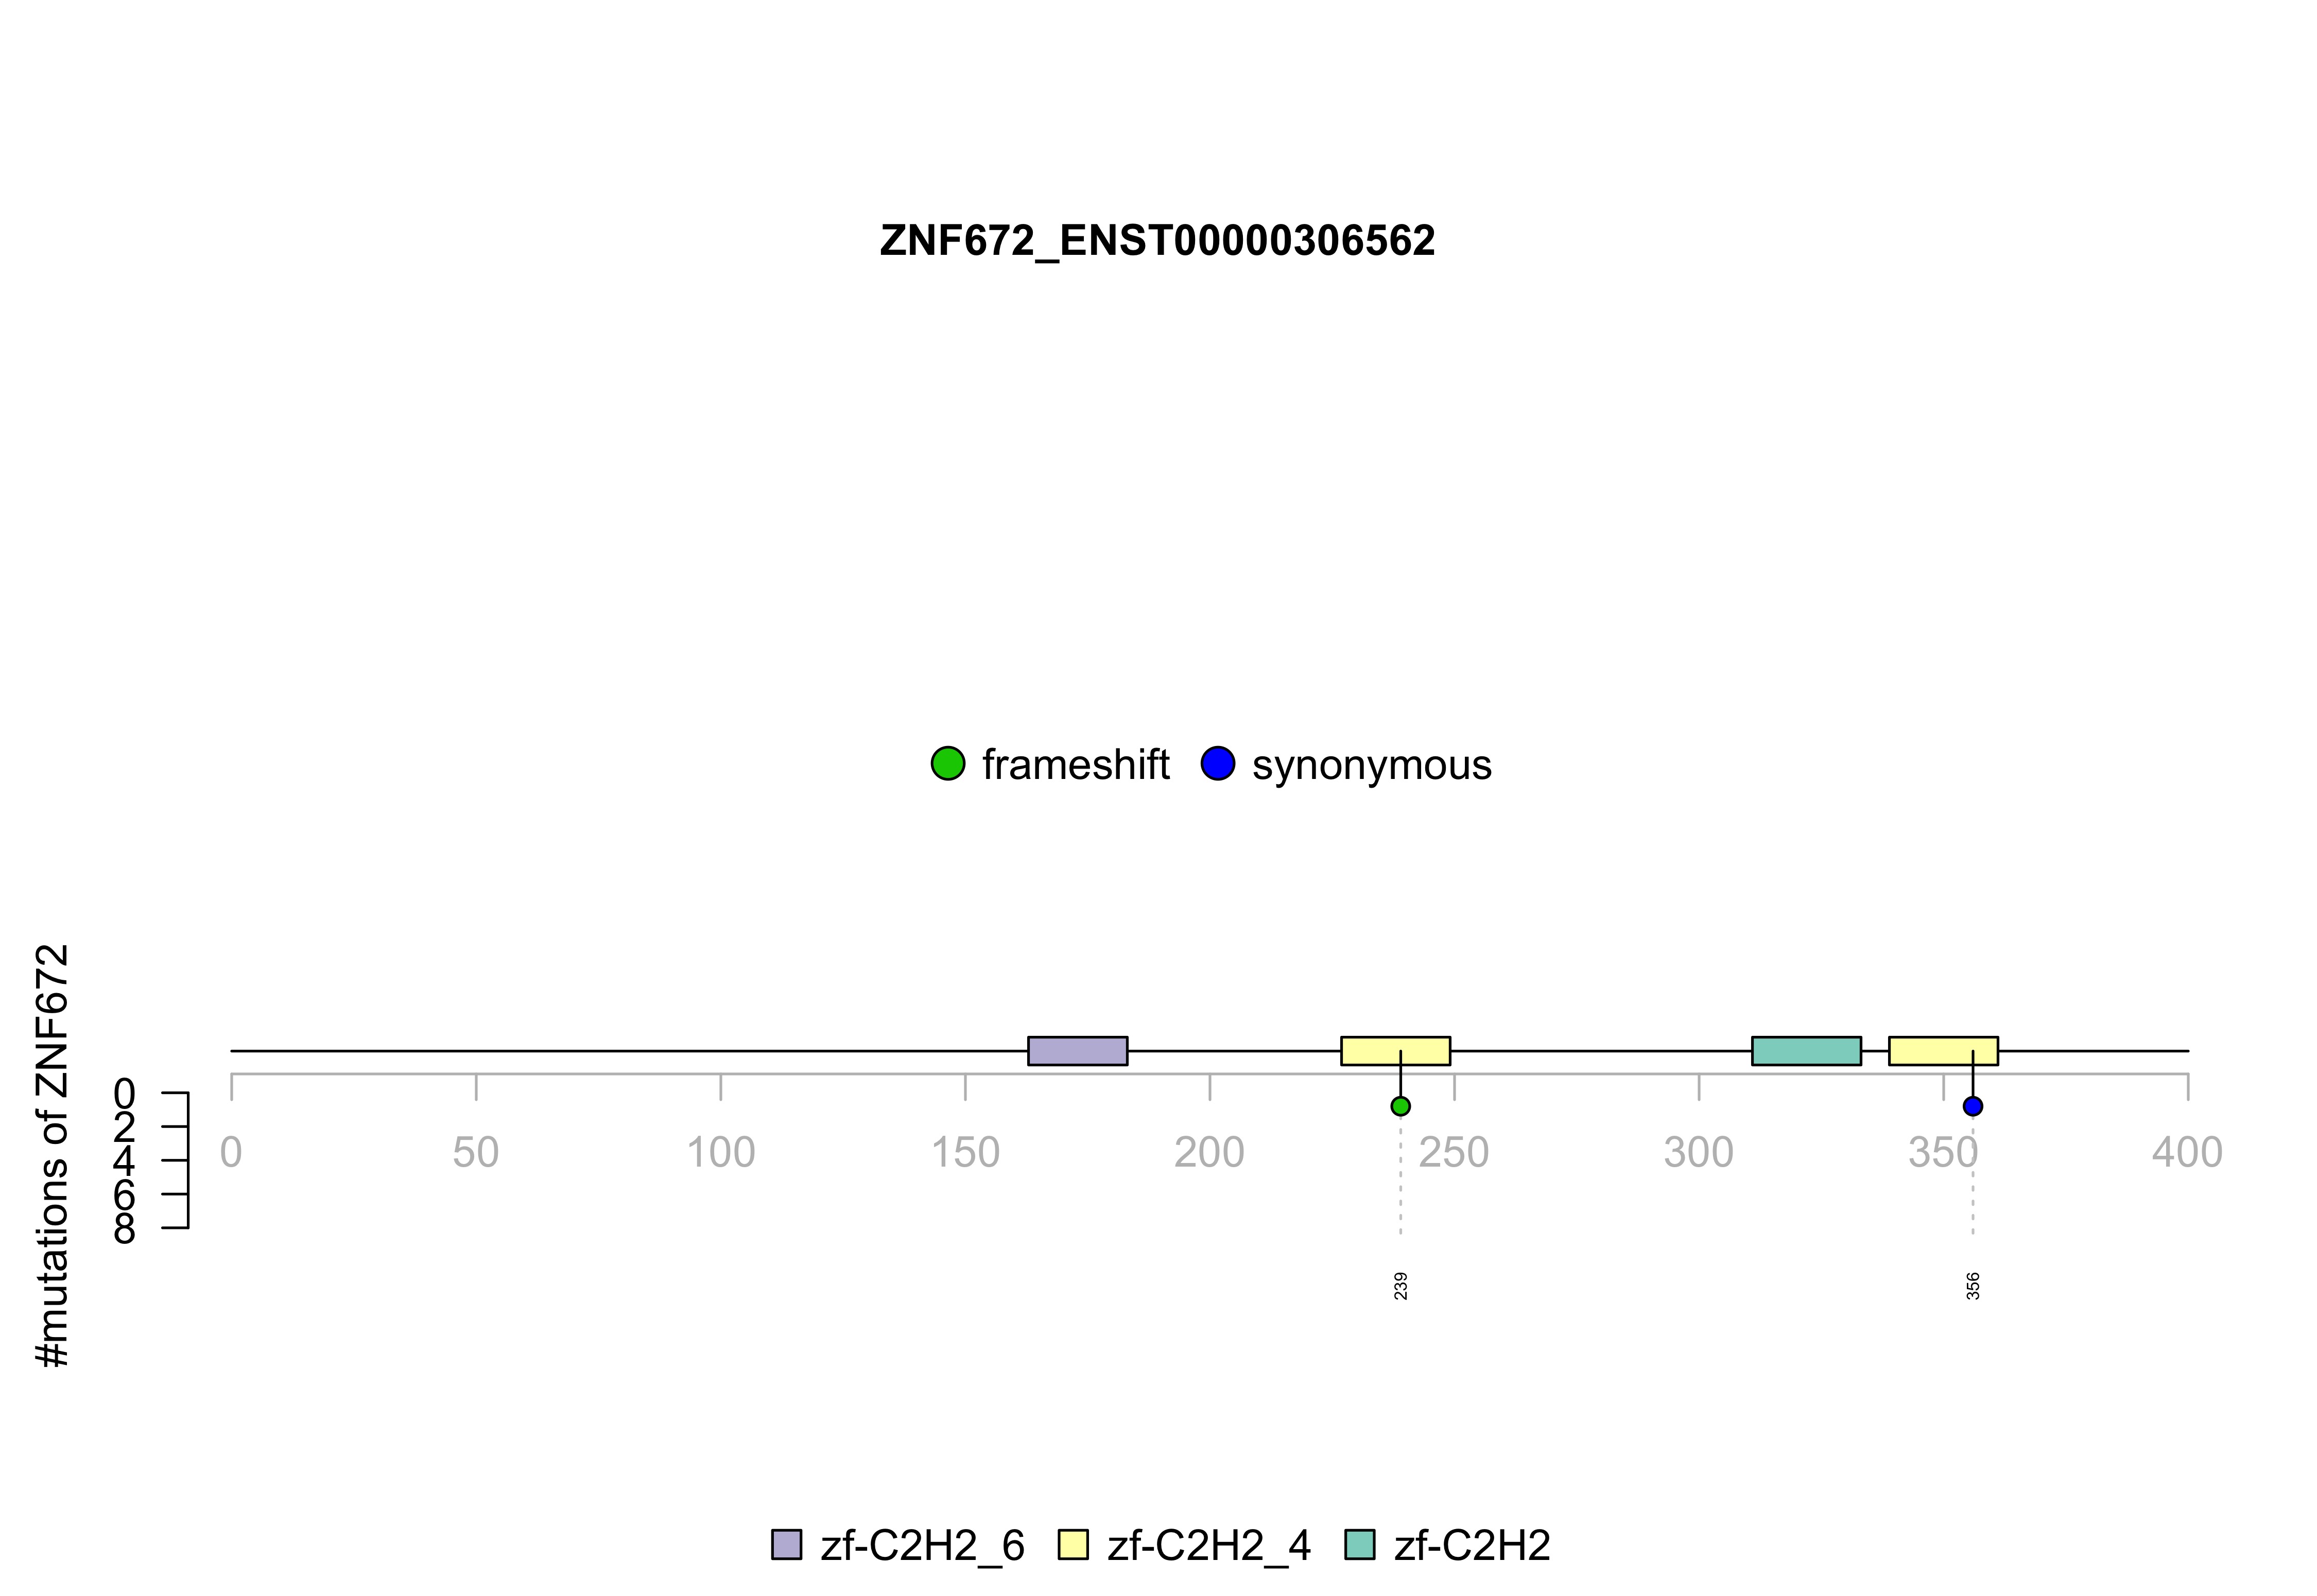 ZNF672_ENST00000306562
frameshift synonymous
#mutations of ZNF672
0
2
4
6
8
0 50 100 150 200 250 300 350 400
239 356
zf-C2H2_6 zf-C2H2_4 zf-C2H2